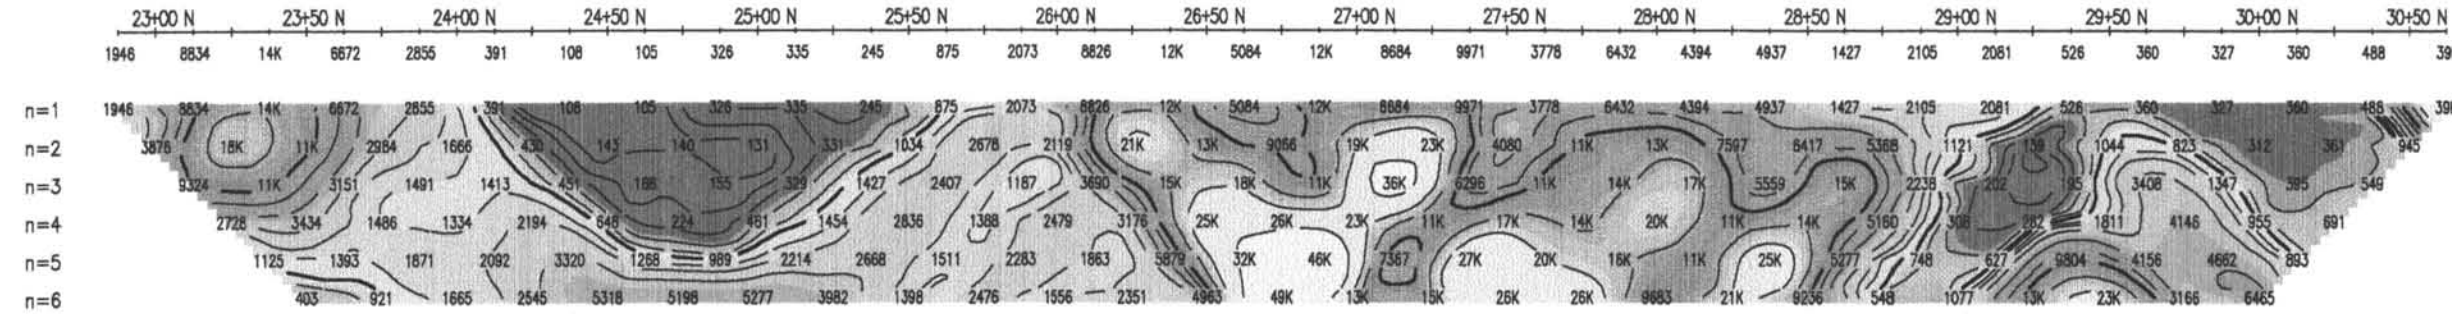 23+00 N 23+50 N 24+00 N 24+50 N 25+00 N 25+50 N 26+00 N 26+50 N 27+00 N 27+50 N 28+00 N 28+50 N 29+00 N 29+50 N 30+00 N 30+50 N
1946 8834 14K 6672 2855 391 108 105 326 335 245 875 2073 8826 12K 5084 12K 8684 9971 3778 6432 4394 4937 1427 2105 2081 526 360 327 360 488 39
n=1 1946 8834 14K 6672 2855 391 108 105 326 335 245 875 2073 8826 12K 5084 12K 8684 9971 3778 6432 4394 4937 1427 2105 2081 526 360 327 360 488 39
n=2 3876 18K 11K 2984 1666 430 143 140 131 331 1034 2678 2119 21K 13K 9066 19K 23K 4080 11K 13K 7597 8417 5368 1121 139 1044 823 312 361 945
n=3 9324 11K 3151 1491 1413 451 166 155 329 1427 2407 1187 3690 15K 18K 11K 36K 6296 11K 14K 17K 5559 15K 2238 202 195 3408 1347 395 549
n=4 2728 3434 1486 1334 2194 646 224 461 1454 2836 1388 2479 3176 25K 26K 23K 11K 17K 14K 20K 11K 14K 5160 308 282 1811 4146 955 691
n=5 1125 1393 1871 2092 3320 1268 989 2214 2668 1511 2283 1863 5879 32K 46K 7367 27K 20K 16K 11K 25K 5277 748 627 9804 4156 4662 893
n=6 403 921 1665 2545 5318 5198 5277 3982 1398 2476 1556 2351 4963 49K 13K 15K 26K 26K 9683 21K 9236 548 1077 13K 23K 3166 6465